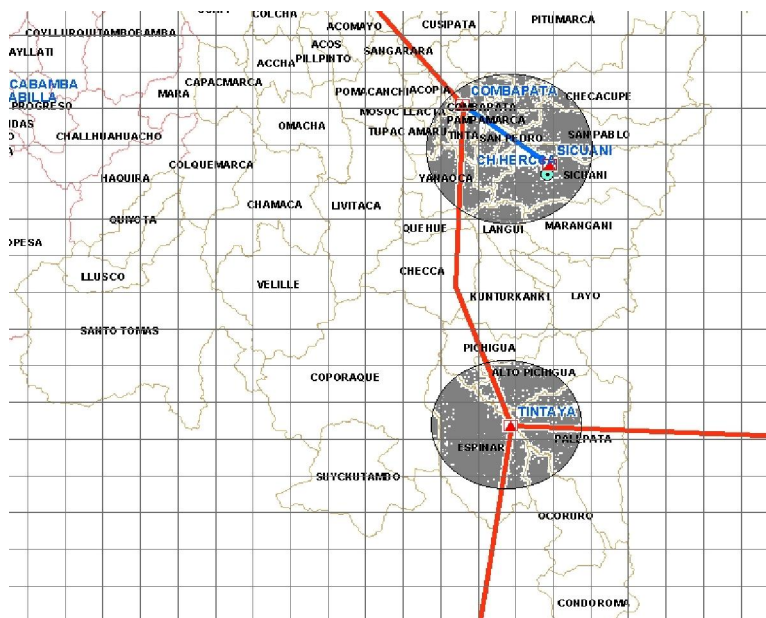 COLCHA
ACOMAYO
CUSIPATA
PITUMARCA
COYLLURQUITAMBOBAMBA
AYLLATI
ACOS
PILLPINTO
SANGARARA
ACCHA
CAPACMARCA
CABAMBA
ABILLA
PROGRESO
MARA
POMACANCHI
ACOPIA
COMBAPATA
CHECACUPE
COMBAPATA
MOSOC LLACTA
PAMPAMARCA
OMACHA
TUPAC AMARU
TINTA
SAN PEDRO
SAN PABLO
CHALLHUAHUACHO
SICUANI
COLQUEMARCA
HAQUIRA
YANAOCA
SICUANI
CHAMACA
LIVITACA
QUIÑOTA
QUEHUE
LANGUI
MARANGANI
OPESA
LLUSCO
VELILLE
CHECCA
KUNTURKANKI
LAYO
SANTO TOMAS
PICHIGUA
COPORAQUE
ALTO PICHIGUA
TINTAYA
ESPINAR
PALLPATA
SUYCKUTAMBO
OCORURO
CONDOROMA